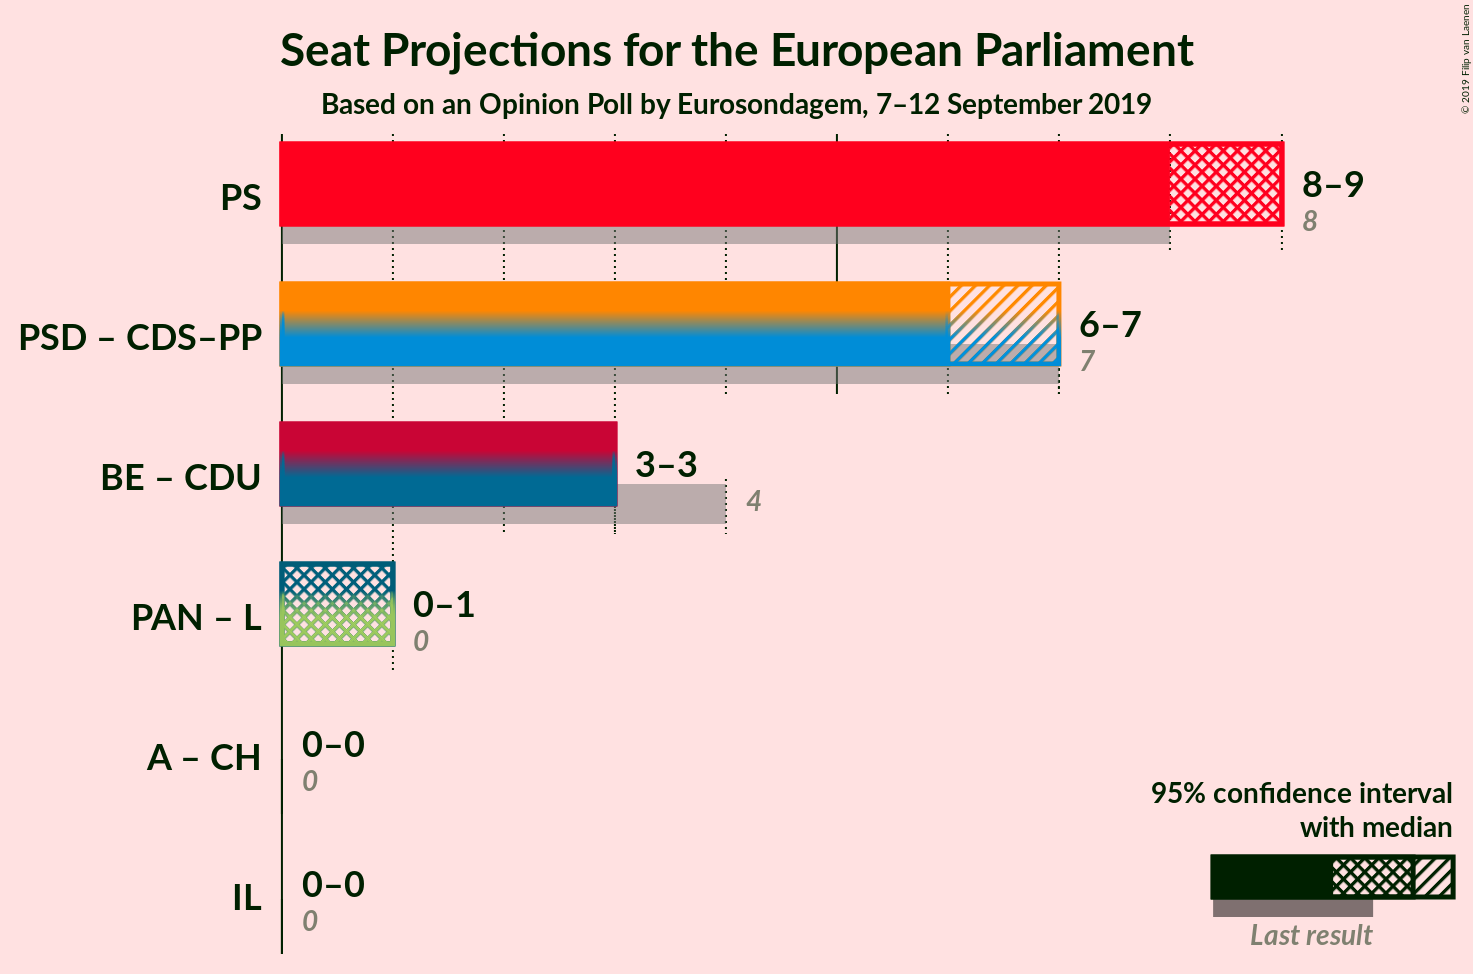 Seat Projections for the European Parliament
Based on an Opinion Poll by Eurosondagem, 7–12 September 2019
© 2019 Filip van Laenen
PS
8–9
8
PSD – CDS–PP
6–7
7
BE – CDU
3–3
4
PAN – L
0–1
0
A – CH
0–0
0
IL
0–0
0
95% confidence interval
with median
Last result